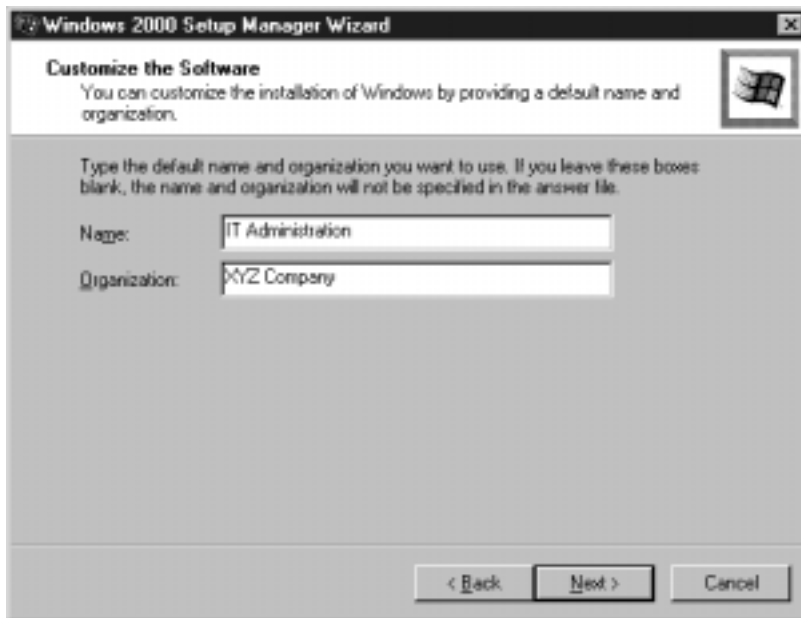 Windows 2000 Setup Manager Wizard
Customize the Software
You can customize the installation of Windows by providing a default name and
organization.
Type the default name and organization you want to use. If you leave these boxes
blank, the name and organization will not be specified in the answer file.
Name: IT Administration
Organization: XYZ Company
< Back Next > Cancel